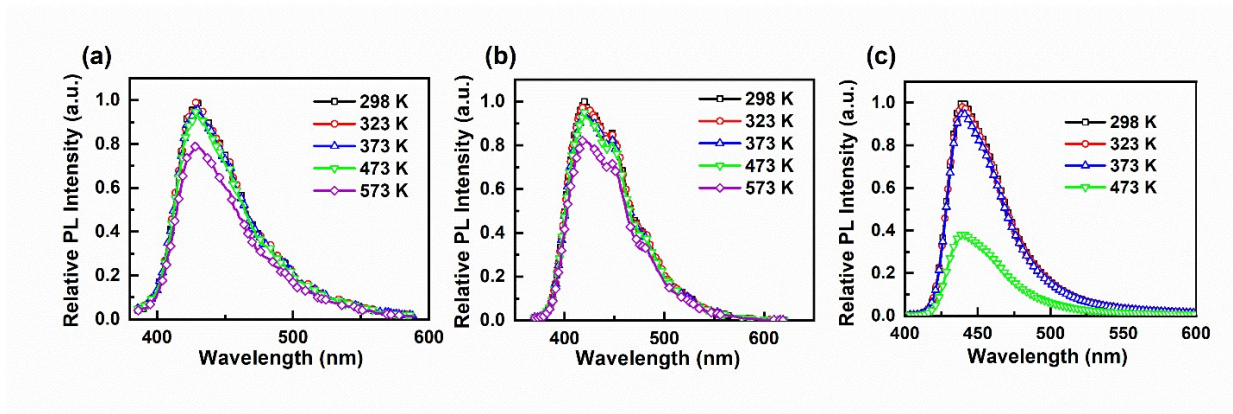 (a)
Relative PL Intensity (a.u.)
1.0
0.8
0.6
0.4
0.2
0.0
298 K
323 K
373 K
473 K
573 K
400
500
600
Wavelength (nm)
(b)
Relative PL Intensity (a.u.)
1.0
0.8
0.6
0.4
0.2
0.0
298 K
323 K
373 K
473 K
573 K
400
500
600
Wavelength (nm)
(c)
Relative PL Intensity (a.u.)
1.0
0.8
0.6
0.4
0.2
0.0
298 K
323 K
373 K
473 K
400
450
500
550
600
Wavelength (nm)